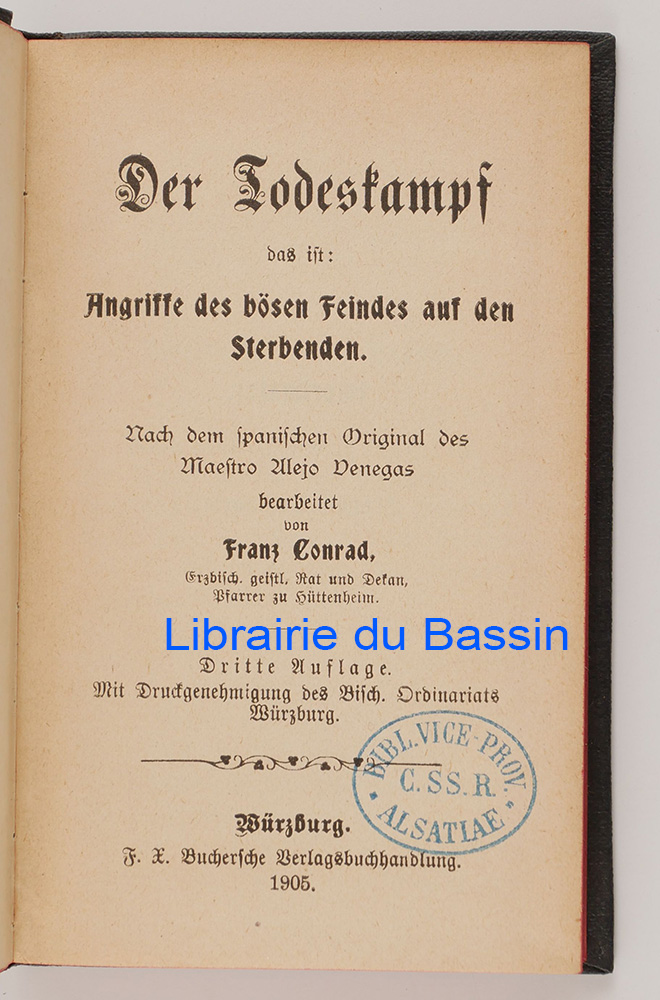 Der Todeskampf
das ist:
Angriffe des bösen Feindes auf den
Sterbenden.
Nach dem spanischen Original des
Maestro Alejo Venegas
bearbeitet
von
Franz Conrad,
Erzbisch. geistl. Rat und Dekan,
Pfarrer zu Hüttenheim.
Librairie du Bassin
Dritte Auflage.
Mit Druckgenehmigung des Bisch. Ordinariats
Würzburg.
BIBL. VICE-PROV.
C. SS. R.
ALSATIAE
Würzburg.
F. X. Buchersche Verlagsbuchhandlung.
1905.